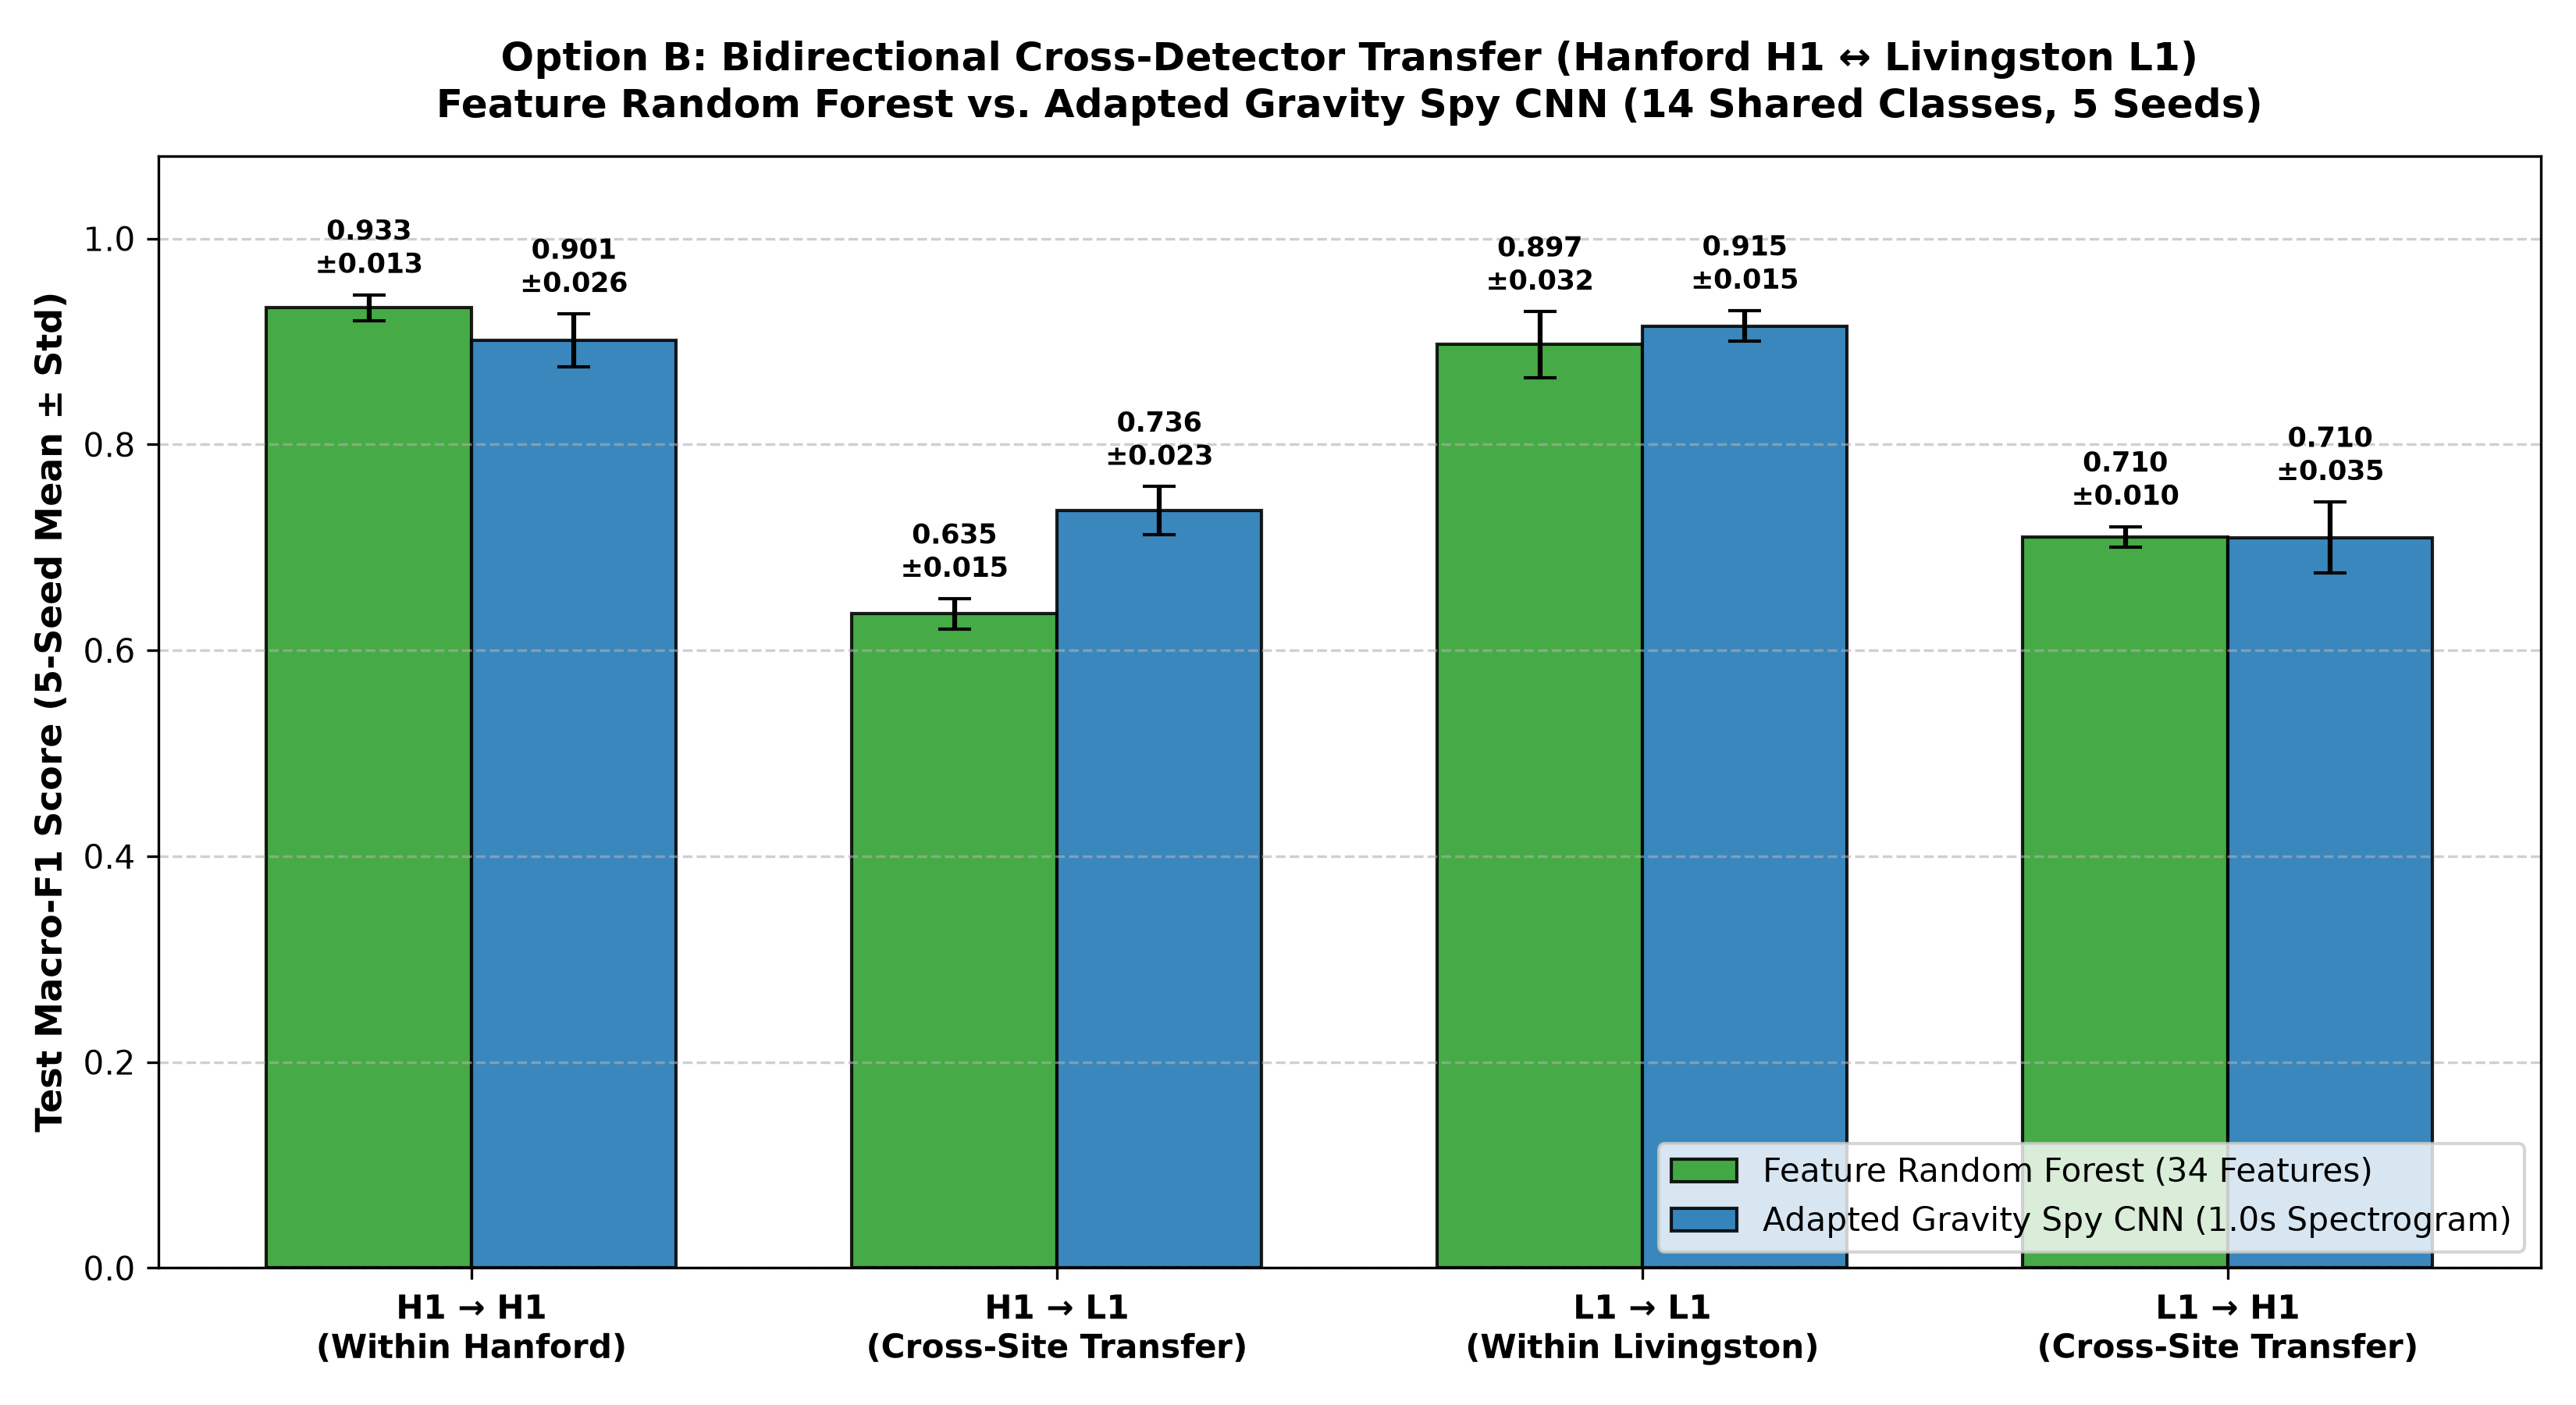 Option B: Bidirectional Cross-Detector Transfer (Hanford H1 ↔ Livingston L1)
Feature Random Forest vs. Adapted Gravity Spy CNN (14 Shared Classes, 5 Seeds)
Test Macro-F1 Score (5-Seed Mean ± Std)
1.0
0.8
0.6
0.4
0.2
0.0
0.933
±0.013
0.901
±0.026
0.635
±0.015
0.736
±0.023
0.897
±0.032
0.915
±0.015
0.710
±0.010
0.710
±0.035
Feature Random Forest (34 Features)
Adapted Gravity Spy CNN (1.0s Spectrogram)
H1 → H1
(Within Hanford)
H1 → L1
(Cross-Site Transfer)
L1 → L1
(Within Livingston)
L1 → H1
(Cross-Site Transfer)